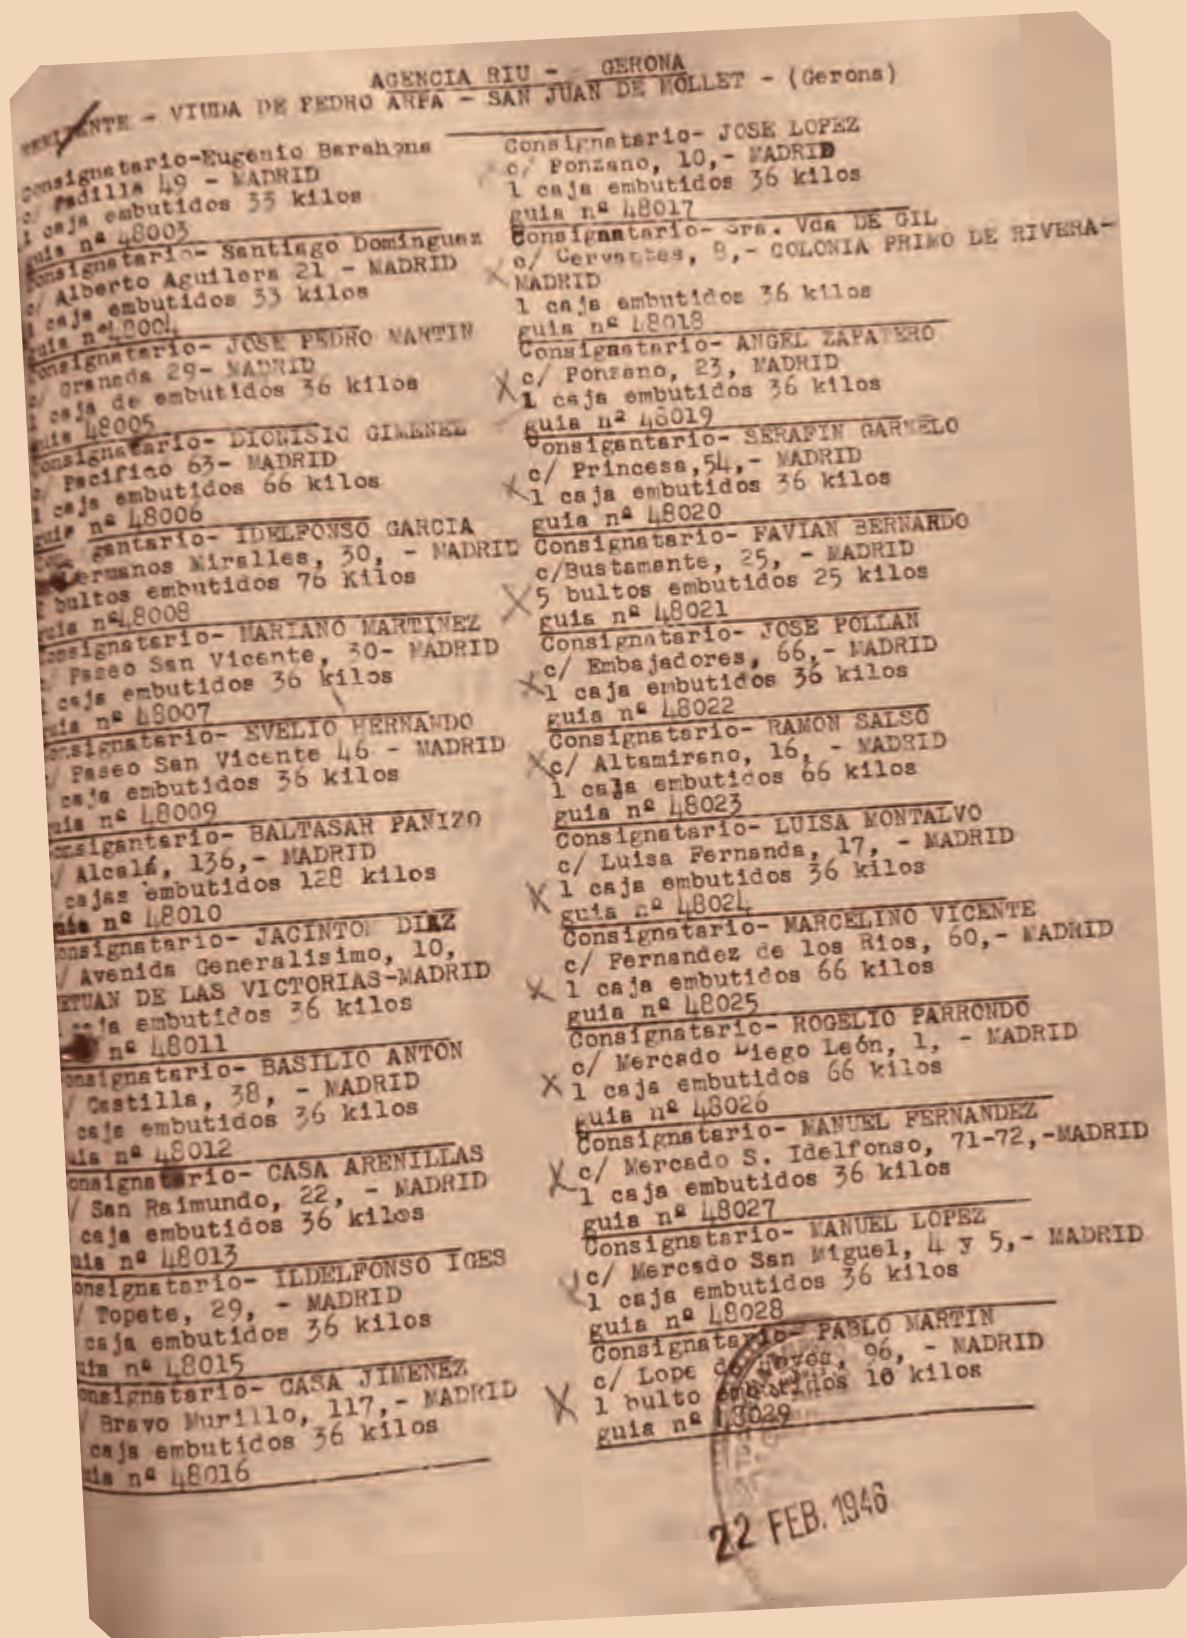 AGENCIA RIU - GERONA
REMITENTE - VIUDA DE PEDRO ARPA - SAN JUAN DE MOLLET - (Gerona)
Consignatario-Eugenio Barahona
c/ Padilla 49 - MADRID
1 caja embutidos 33 kilos
guia nº 48003
Consignatario- Santiago Dominguez
c/ Alberto Aguilera 21 - MADRID
1 caja embutidos 33 kilos
guia nº48004
Consignatario- JOSE PEDRO MARTIN
c/ Granada 29- MADRID
1 caja de embutidos 36 kilos
guia 48005
Consignatario- DIONISIO GIMENEZ
c/ Pacifico 63- MADRID
1 caja embutidos 66 kilos
guia nº 48006
gantario- IDELFONSO GARCIA
Hermanos Miralles, 30, - MADRID
bultos embutidos 76 Kilos
guia nº48008
Consignatario- MARIANO MARTINEZ
c/ Paseo San Vicente, 30- MADRID
caja embutidos 36 kilos
guia nº 48007
onsignatario- EVELIO HERNANDO
/ Paseo San Vicente 46 - MADRID
caja embutidos 36 kilos
uia nº 48009
onsigantario- BALTASAR PANIZO
/ Alcalá, 136,- MADRID
cajas embutidos 128 kilos
uia nº 48010
onsignatario- JACINTO DIAZ
/ Avenida Generalisimo, 10,
ETUAN DE LAS VICTORIAS-MADRID
caja embutidos 36 kilos
nº 48011
onsignatario- BASILIO ANTON
/ Castilla, 38, - MADRID
caja embutidos 36 kilos
uia nº 48012
onsignatario- CASA ARENILLAS
/ San Raimundo, 22, - MADRID
caja embutidos 36 kilos
uia nº 48013
onsignatario- ILDELFONSO IGES
/ Topete, 29, - MADRID
caja embutidos 36 kilos
uia nº 48015
onsignatario- CASA JIMENEZ
/ Bravo Murillo, 117,- MADRID
caja embutidos 36 kilos
uia nº 48016
Consignatario- JOSE LOPEZ
c/ Ponzano, 10,- MADRID
1 caja embutidos 36 kilos
guia nº 48017
Consignatario- Sra. Vda DE GIL
c/ Cervantes, 8,- COLONIA PRIMO DE RIVERA-
MADRID
1 caja embutidos 36 kilos
guia nº 48018
Consignatario- ANGEL ZAPATERO
c/ Ponzano, 23, MADRID
1 caja embutidos 36 kilos
guia nº 48019
Consigantario- SERAFIN GARMELO
c/ Princesa,54,- MADRID
1 caja embutidos 36 kilos
guia nº 48020
Consignatario- FAVIAN BERNARDO
c/Bustamante, 25, - MADRID
5 bultos embutidos 25 kilos
guia nº 48021
Consignatario- JOSE POLLAN
c/ Embajadores, 66,- MADRID
1 caja embutidos 36 kilos
guia nº 48022
Consignatario- RAMON SALSO
c/ Altamirano, 16, - MADRID
1 caja embutidos 66 kilos
guia nº 48023
Consignatario- LUISA MONTALVO
c/ Luisa Fernanda, 17, - MADRID
1 caja embutidos 36 kilos
guia nº 48024
Consignatario- MARCELINO VICENTE
c/ Fernandez de los Rios, 60,- MADRID
1 caja embutidos 66 kilos
guia nº 48025
Consignatario- ROGELIO PARRONDO
c/ Mercado Diego León, 1, - MADRID
1 caja embutidos 66 kilos
guia nº 48026
Consignatario- MANUEL FERNANDEZ
c/ Mercado S. Idelfonso, 71-72,-MADRID
1 caja embutidos 36 kilos
guia nº 48027
Consignatario- MANUEL LOPEZ
c/ Mercado San Miguel, 4 y 5,- MADRID
1 caja embutidos 36 kilos
guia nº 48028
Consignatario- PABLO MARTIN
c/ Lope de Hoyos, 96, - MADRID
1 bulto embutidos 10 kilos
guia nº 48029
22 FEB. 1946